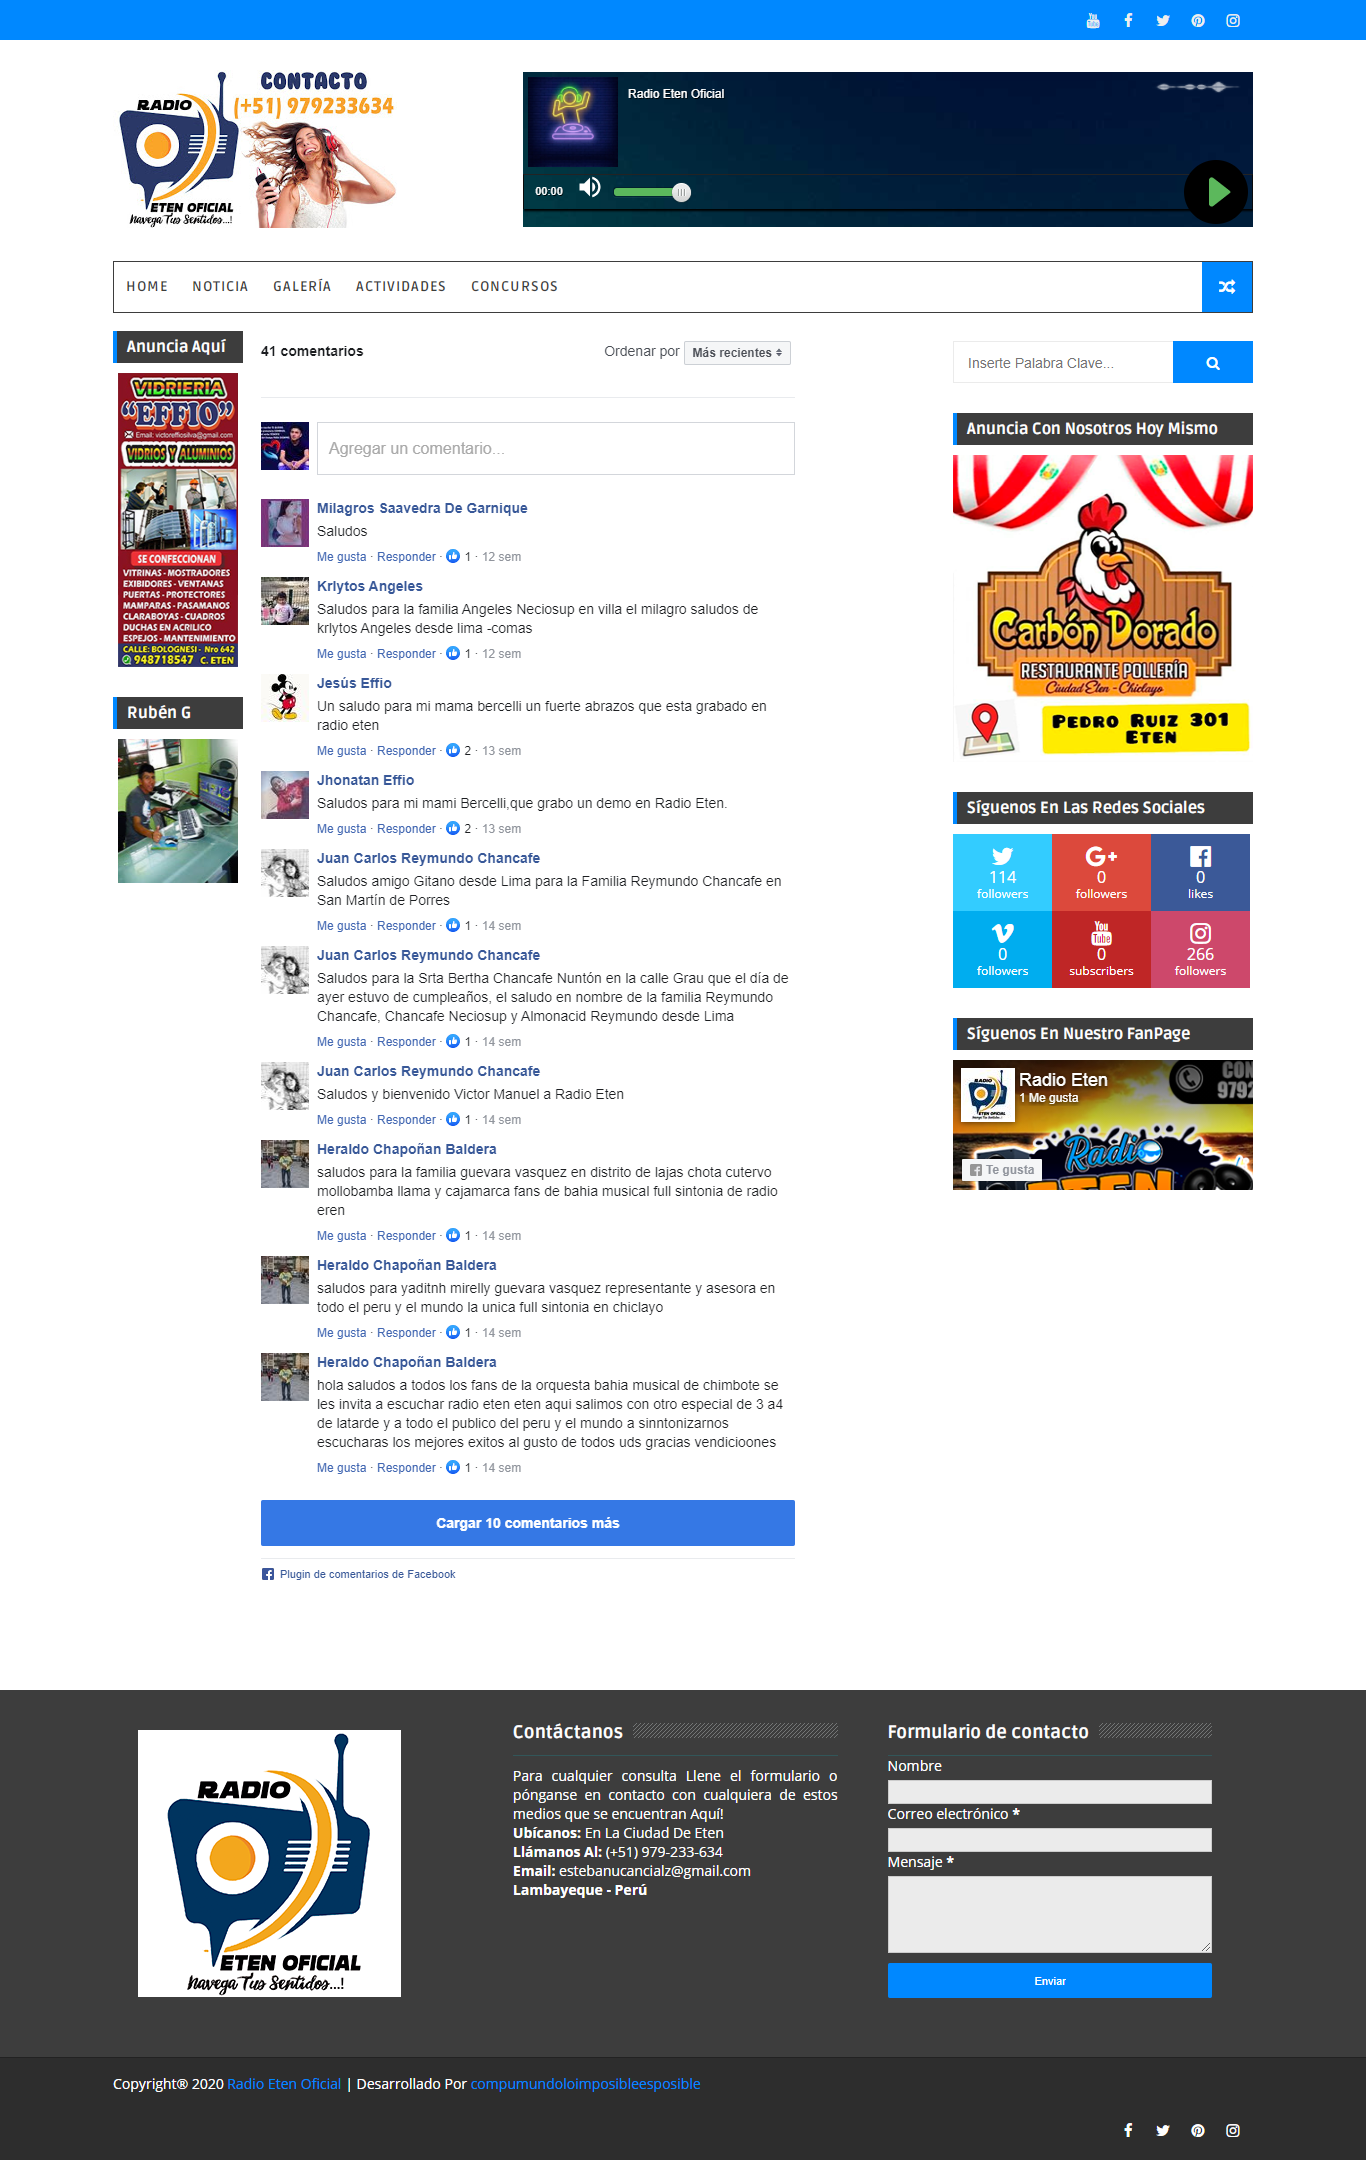 CONTACTO
(+51) 979233634
RADIO
ETEN OFICIAL
Navega Tus Sentidos...!
Radio Eten Oficial
00:00
HOME
NOTICIA
GALERÍA
ACTIVIDADES
CONCURSOS
Anuncia Aquí
VIDRIERIA
"EFFIO"
Email: victoreffiosilva@gmail.com
VIDRIOS Y ALUMINIOS
SE CONFECCIONAN
VITRINAS - MOSTRADORES
EXIBIDORES - VENTANAS
PUERTAS - PROTECTORES
MAMPARAS - PASAMANOS
CLARABOYAS - CUADROS
DUCHAS EN ACRILICO
ESPEJOS - MANTENIMIENTO
CALLE: BOLOGNESI - Nro 642
948718547 C. ETEN
Rubén G
41 comentarios
Ordenar por Más recientes
Agregar un comentario...
Milagros Saavedra De Garnique
Saludos
Me gusta · Responder · 1 · 12 sem
Krlytos Angeles
Saludos para la familia Angeles Neciosup en villa el milagro saludos de
krlytos Angeles desde lima -comas
Me gusta · Responder · 1 · 12 sem
Jesús Effio
Un saludo para mi mama bercelli un fuerte abrazos que esta grabado en
radio eten
Me gusta · Responder · 2 · 13 sem
Jhonatan Effio
Saludos para mi mami Bercelli,que grabo un demo en Radio Eten.
Me gusta · Responder · 2 · 13 sem
Juan Carlos Reymundo Chancafe
Saludos amigo Gitano desde Lima para la Familia Reymundo Chancafe en
San Martín de Porres
Me gusta · Responder · 1 · 14 sem
Juan Carlos Reymundo Chancafe
Saludos para la Srta Bertha Chancafe Nuntón en la calle Grau que el día de
ayer estuvo de cumpleaños, el saludo en nombre de la familia Reymundo
Chancafe, Chancafe Neciosup y Almonacid Reymundo desde Lima
Me gusta · Responder · 1 · 14 sem
Juan Carlos Reymundo Chancafe
Saludos y bienvenido Victor Manuel a Radio Eten
Me gusta · Responder · 1 · 14 sem
Heraldo Chapoñan Baldera
saludos para la familia guevara vasquez en distrito de lajas chota cutervo
mollobamba llama y cajamarca fans de bahia musical full sintonia de radio
eren
Me gusta · Responder · 1 · 14 sem
Heraldo Chapoñan Baldera
saludos para yaditnh mirelly guevara vasquez representante y asesora en
todo el peru y el mundo la unica full sintonia en chiclayo
Me gusta · Responder · 1 · 14 sem
Heraldo Chapoñan Baldera
hola saludos a todos los fans de la orquesta bahia musical de chimbote se
les invita a escuchar radio eten eten aqui salimos con otro especial de 3 a4
de latarde y a todo el publico del peru y el mundo a sinntonizarnos
escucharas los mejores exitos al gusto de todos uds gracias vendicioones
Me gusta · Responder · 1 · 14 sem
Cargar 10 comentarios más
Plugin de comentarios de Facebook
Inserte Palabra Clave...
Anuncia Con Nosotros Hoy Mismo
Carbón Dorado
RESTAURANTE POLLERÍA
Ciudad Eten - Chiclayo
PEDRO RUIZ 301
ETEN
Síguenos En Las Redes Sociales
114
followers
0
followers
0
likes
0
followers
You
Tube
0
subscribers
266
followers
Síguenos En Nuestro FanPage
RADIO
ETEN OFICIAL
Radio Eten
1 Me gusta
CON
9792
Radio
ETEN
Te gusta
RADIO
ETEN OFICIAL
Navega Tus Sentidos...!
Contáctanos
Para cualquier consulta Llene el formulario o
pónganse en contacto con cualquiera de estos
medios que se encuentran Aquí!
Ubícanos: En La Ciudad De Eten
Llámanos Al: (+51) 979-233-634
Email: estebanucancialz@gmail.com
Lambayeque - Perú
Formulario de contacto
Nombre
Correo electrónico *
Mensaje *
Enviar
Copyright® 2020 Radio Eten Oficial | Desarrollado Por compumundoloimposibleesposible